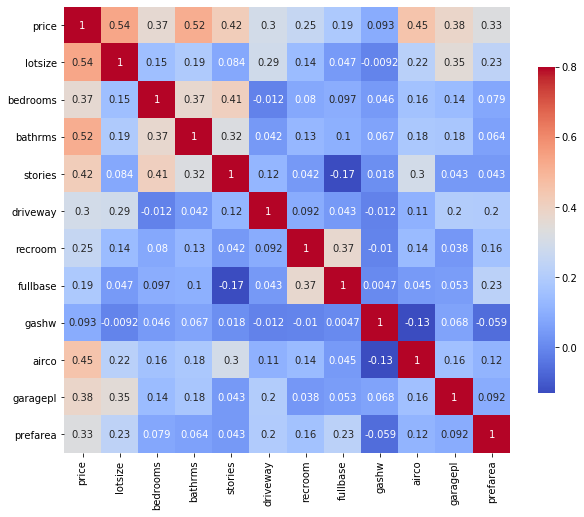 price 1 0.54 0.37 0.52 0.42 0.3 0.25 0.19 0.093 0.45 0.38 0.33
lotsize 0.54 1 0.15 0.19 0.084 0.29 0.14 0.047 -0.0092 0.22 0.35 0.23
bedrooms 0.37 0.15 1 0.37 0.41 -0.012 0.08 0.097 0.046 0.16 0.14 0.079
bathrms 0.52 0.19 0.37 1 0.32 0.042 0.13 0.1 0.067 0.18 0.18 0.064
stories 0.42 0.084 0.41 0.32 1 0.12 0.042 -0.17 0.018 0.3 0.043 0.043
driveway 0.3 0.29 -0.012 0.042 0.12 1 0.092 0.043 -0.012 0.11 0.2 0.2
recroom 0.25 0.14 0.08 0.13 0.042 0.092 1 0.37 -0.01 0.14 0.038 0.16
fullbase 0.19 0.047 0.097 0.1 -0.17 0.043 0.37 1 0.0047 0.045 0.053 0.23
gashw 0.093 -0.0092 0.046 0.067 0.018 -0.012 -0.01 0.0047 1 -0.13 0.068 -0.059
airco 0.45 0.22 0.16 0.18 0.3 0.11 0.14 0.045 -0.13 1 0.16 0.12
garagepl 0.38 0.35 0.14 0.18 0.043 0.2 0.038 0.053 0.068 0.16 1 0.092
prefarea 0.33 0.23 0.079 0.064 0.043 0.2 0.16 0.23 -0.059 0.12 0.092 1
price lotsize bedrooms bathrms stories driveway recroom fullbase gashw airco garagepl prefarea
0.8
0.6
0.4
0.2
0.0